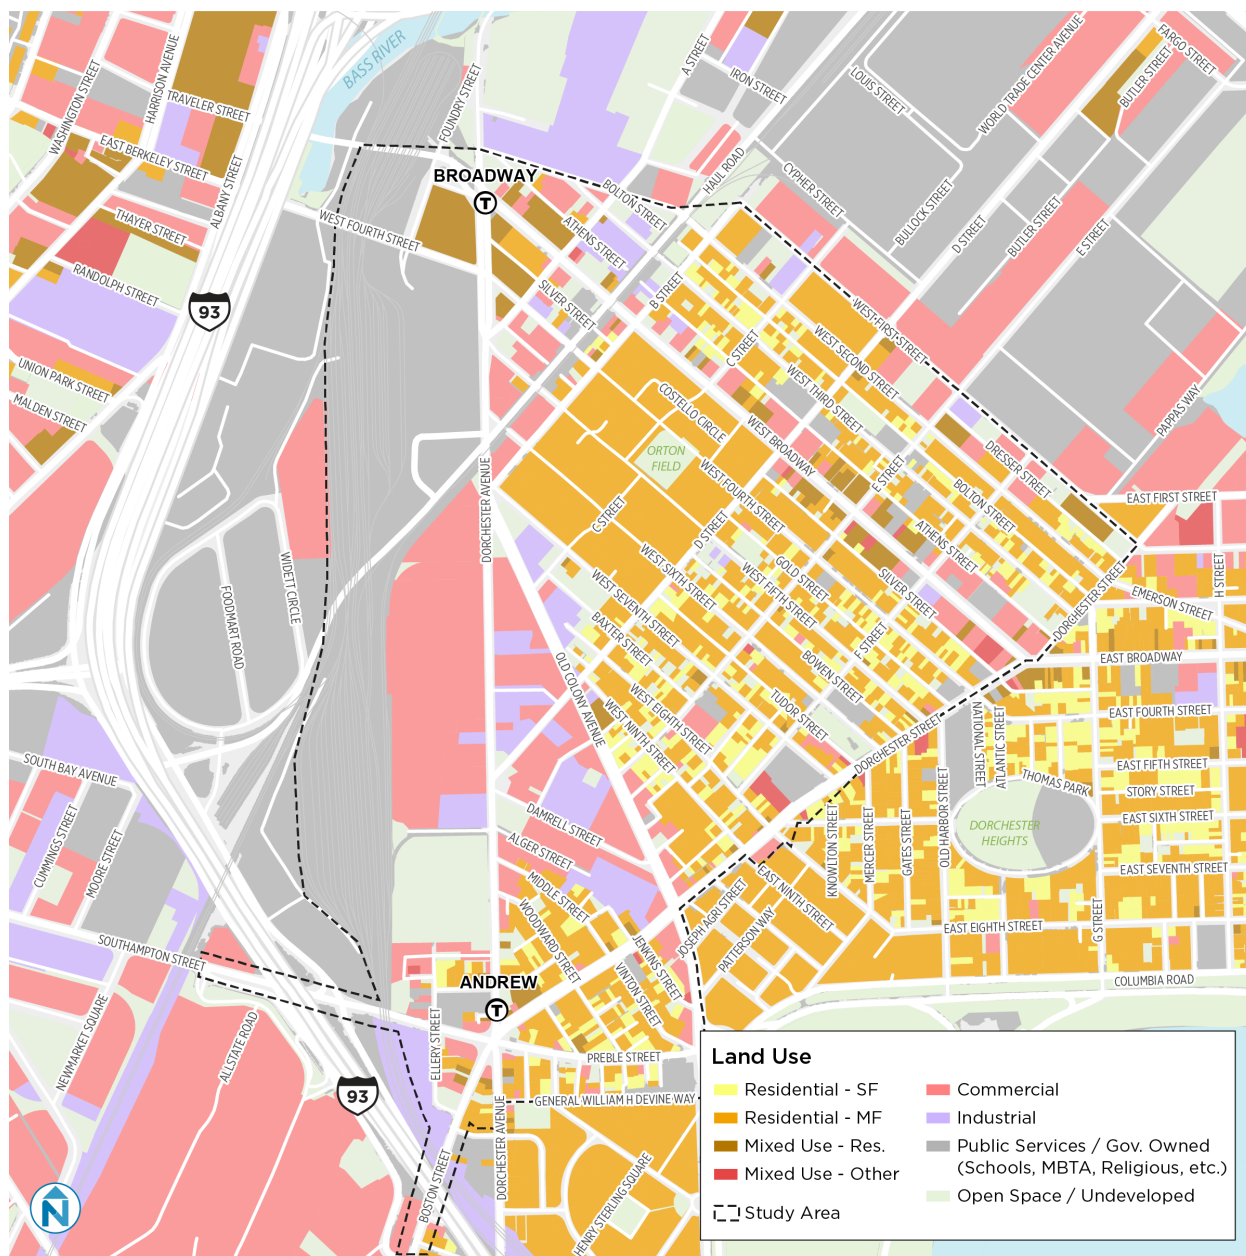 BASS RIVER
FOUNDRY STREET
A STREET
IRON STREET
LOUIS STREET
WORLD TRADE CENTER AVENUE
FARGO STREET
BUTLER STREET
WASHINGTON STREET
HARRISON AVENUE
TRAVELER STREET
EAST BERKELEY STREET
ALBANY STREET
THAYER STREET
RANDOLPH STREET
UNION PARK STREET
MALDEN STREET
93
WEST FOURTH STREET
BROADWAY
T
BOLTON STREET
HAUL ROAD
CYPHER STREET
BULLOCK STREET
D STREET
BUTLER STREET
E STREET
PAPPAS WAY
ATHENS STREET
SILVER STREET
B STREET
C STREET
WEST FIRST STREET
WEST SECOND STREET
WEST THIRD STREET
COSTELLO CIRCLE
WEST BROADWAY
ORTON
FIELD
WEST FOURTH STREET
E STREET
DRESSER STREET
BOLTON STREET
ATHENS STREET
EAST FIRST STREET
DORCHESTER AVENUE
C STREET
D STREET
WEST SIXTH STREET
WEST SEVENTH STREET
BAXTER STREET
GOLD STREET
WEST FIFTH STREET
SILVER STREET
F STREET
BOWEN STREET
TUDOR STREET
DORCHESTER STREET
EMERSON STREET
H STREET
EAST BROADWAY
WIDETT CIRCLE
FOODMART ROAD
OLD COLONY AVENUE
WEST EIGHTH STREET
WEST NINTH STREET
DORCHESTER STREET
NATIONAL STREET
ATLANTIC STREET
EAST FOURTH STREET
EAST FIFTH STREET
THOMAS PARK
STORY STREET
EAST SIXTH STREET
DORCHESTER
HEIGHTS
EAST SEVENTH STREET
KNOWLTON STREET
MERCER STREET
GATES STREET
OLD HARBOR STREET
G STREET
EAST EIGHTH STREET
COLUMBIA ROAD
SOUTH BAY AVENUE
CUMMINGS STREET
MOORE STREET
DAMRELL STREET
ALGER STREET
MIDDLE STREET
WOODWARD STREET
JENKINS STREET
VINTON STREET
JOSEPH AGRI STREET
PATTERSON WAY
EAST NINTH STREET
SOUTHAMPTON STREET
NEWMARKET SQUARE
ALLSTATE ROAD
93
ANDREW
T
ELLERY STREET
PREBLE STREET
GENERAL WILLIAM H DEVINE WAY
DORCHESTER AVENUE
BOSTON STREET
HENRY STERLING SQUARE
N
Land Use
Residential - SF
Residential - MF
Mixed Use - Res.
Mixed Use - Other
Study Area
Commercial
Industrial
Public Services / Gov. Owned
(Schools, MBTA, Religious, etc.)
Open Space / Undeveloped